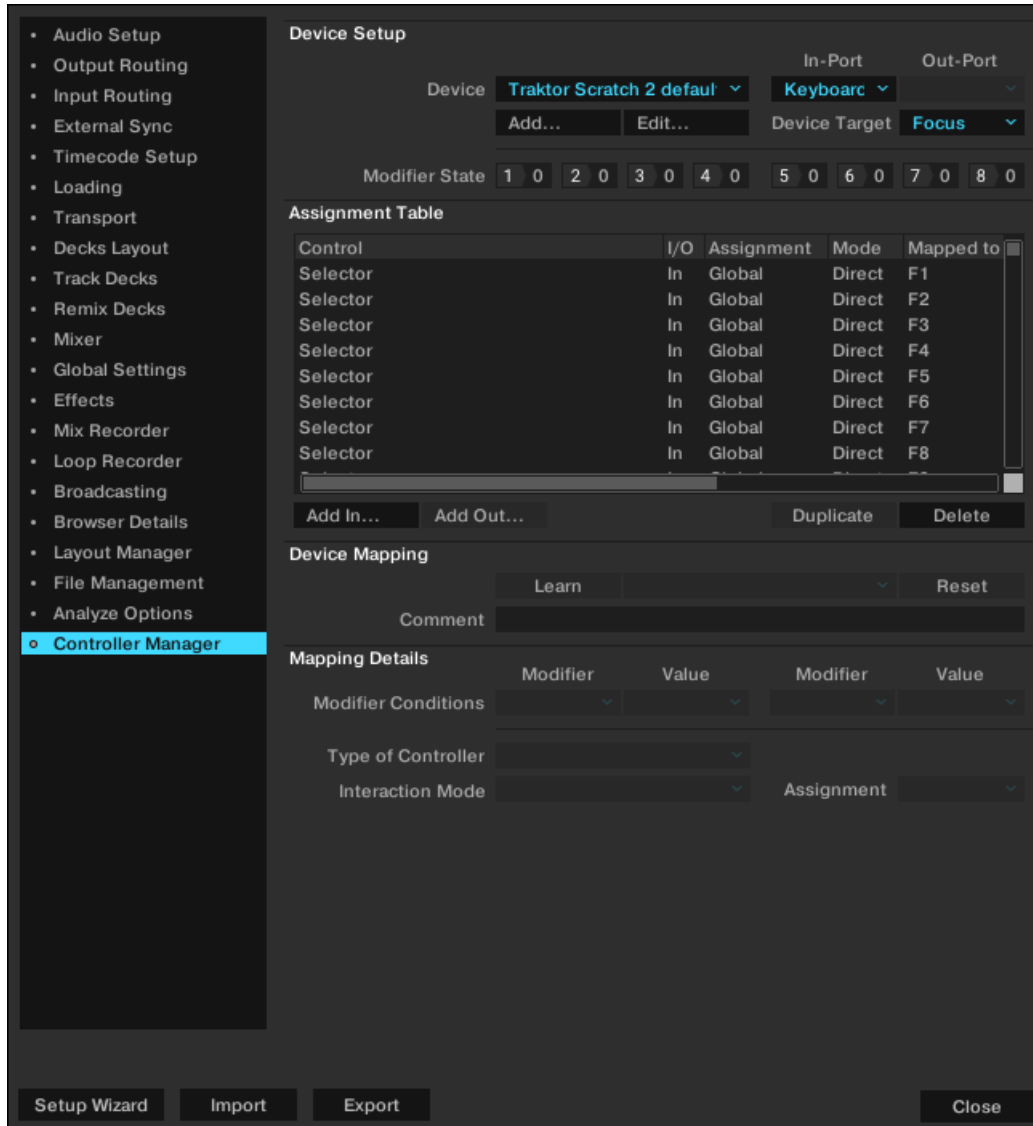 Audio Setup
Output Routing
Input Routing
External Sync
Timecode Setup
Loading
Transport
Decks Layout
Track Decks
Remix Decks
Mixer
Global Settings
Effects
Mix Recorder
Loop Recorder
Broadcasting
Browser Details
Layout Manager
File Management
Analyze Options
Controller Manager
Device Setup
In-Port Out-Port
Device Traktor Scratch 2 defaul Keyboarc
Add... Edit... Device Target Focus
Modifier State 1 0 2 0 3 0 4 0 5 0 6 0 7 0 8 0
Assignment Table
Control I/O Assignment Mode Mapped to
Selector In Global Direct F1
Selector In Global Direct F2
Selector In Global Direct F3
Selector In Global Direct F4
Selector In Global Direct F5
Selector In Global Direct F6
Selector In Global Direct F7
Selector In Global Direct F8
Add In... Add Out... Duplicate Delete
Device Mapping
Learn Reset
Comment
Mapping Details
Modifier Value Modifier Value
Modifier Conditions
Type of Controller
Interaction Mode Assignment
Setup Wizard Import Export Close